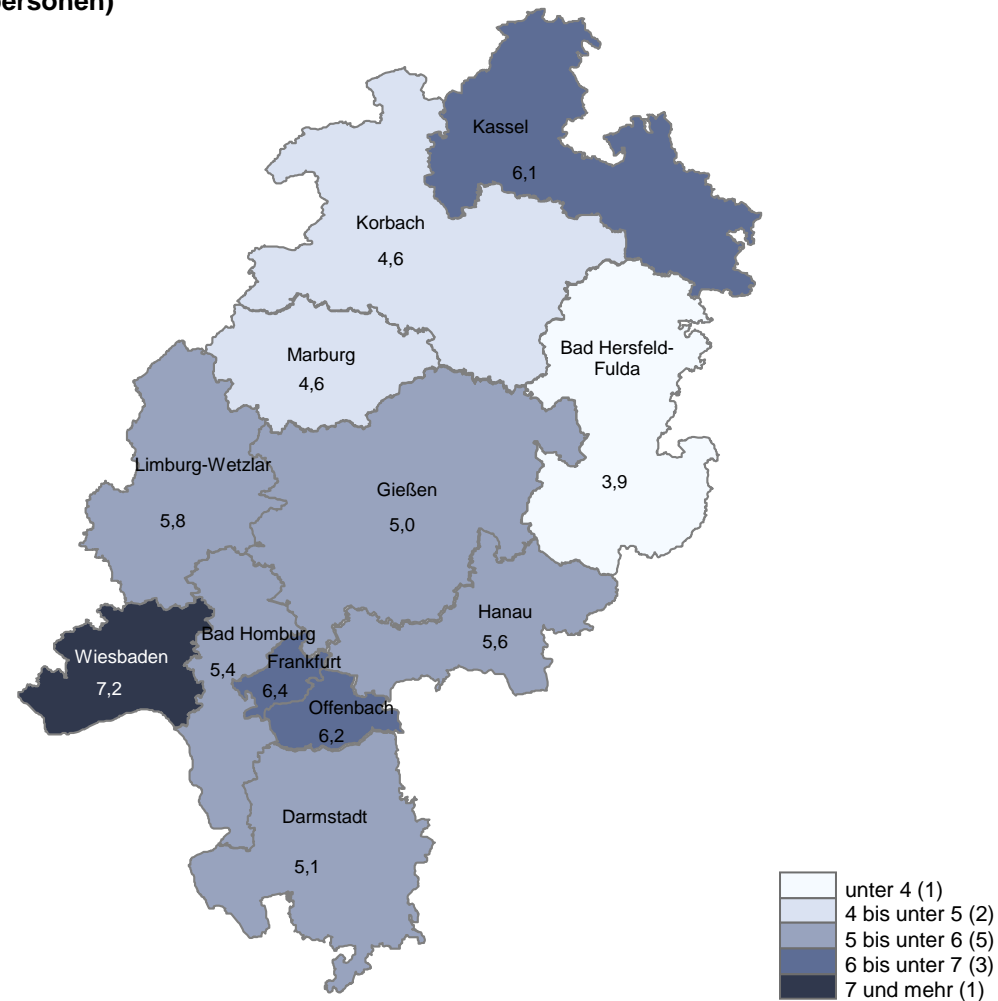 personen)
Kassel
6,1
Korbach
4,6
Bad Hersfeld-
Fulda
3,9
Marburg
4,6
Limburg-Wetzlar
5,8
Gießen
5,0
Hanau
5,6
Bad Homburg
5,4
Frankfurt
6,4
Wiesbaden
7,2
Offenbach
6,2
Darmstadt
5,1
unter 4 (1)
4 bis unter 5 (2)
5 bis unter 6 (5)
6 bis unter 7 (3)
7 und mehr (1)